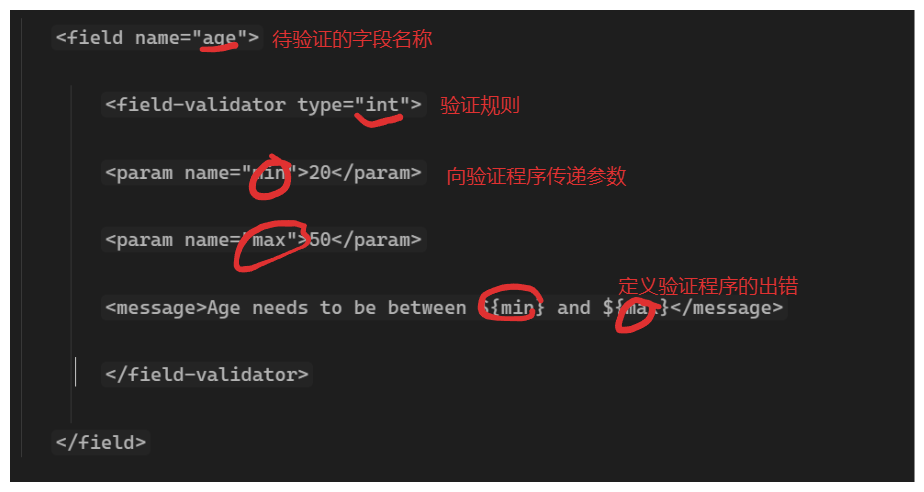 <field name="age"> 待验证的字段名称
<field-validator type="int"> 验证规则
<param name="min">20</param> 向验证程序传递参数
<param name="max">50</param>
定义验证程序的出错
<message>Age needs to be between ${min} and ${max}</message>
</field-validator>
</field>